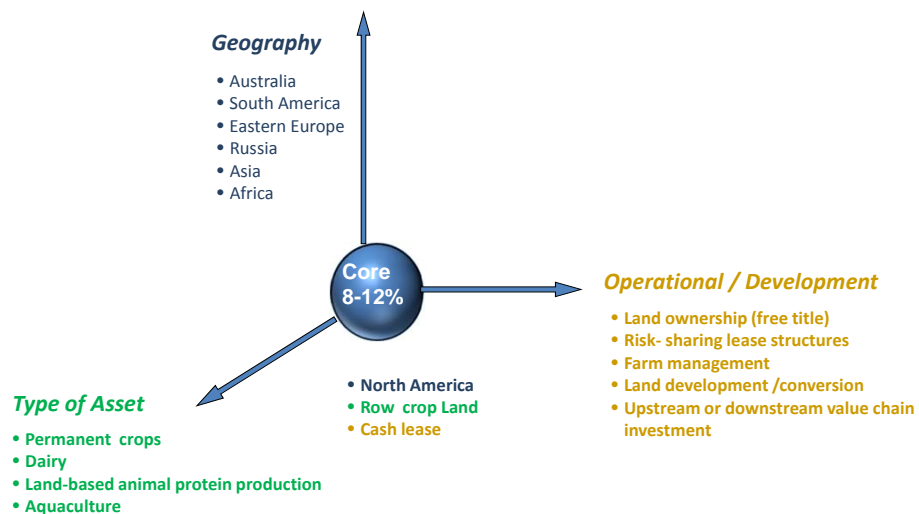 Geography
• Australia
• South America
• Eastern Europe
• Russia
• Asia
• Africa
Core
8-12%
Operational / Development
• Land ownership (free title)
• Risk- sharing lease structures
• Farm management
• Land development /conversion
• Upstream or downstream value chain
investment
• North America
• Row crop Land
• Cash lease
Type of Asset
• Permanent crops
• Dairy
• Land-based animal protein production
• Aquaculture